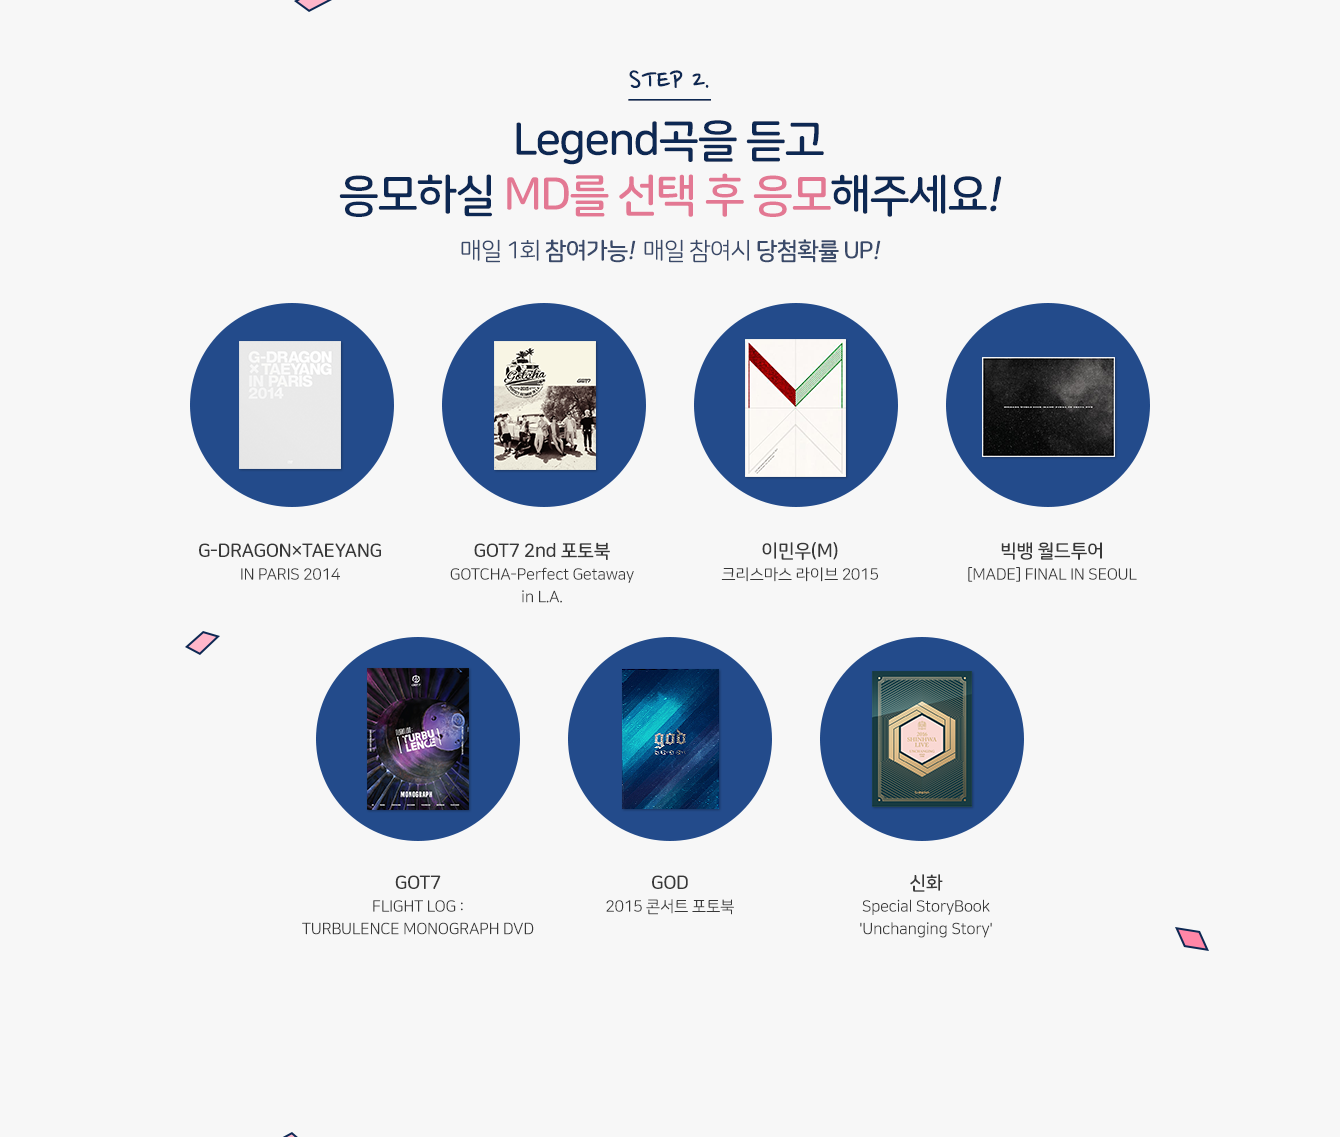 STEP 2.
Legend곡을 듣고
응모하실 MD를 선택 후 응모해주세요!
매일 1회 참여가능! 매일 참여시 당첨확률 UP!
G-DRAGON
×TAEYANG
IN PARIS
2014
Gotcha
GOT7
G-DRAGON×TAEYANG
IN PARIS 2014
GOT7 2nd 포토북
GOTCHA-Perfect Getaway
in L.A.
이민우(M)
크리스마스 라이브 2015
빅뱅 월드투어
[MADE] FINAL IN SEOUL
TURBU
LENCE
MONOGRAPH
god
2016
SHINHWA
LIVE
GOT7
FLIGHT LOG :
TURBULENCE MONOGRAPH DVD
GOD
2015 콘서트 포토북
신화
Special StoryBook
'Unchanging Story'